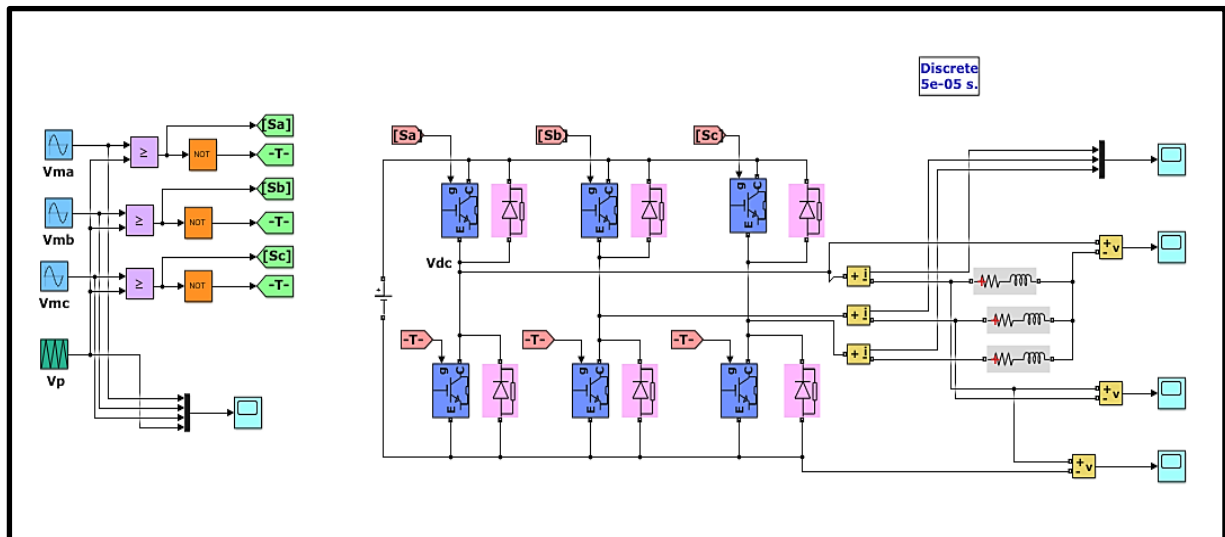 Discrete
5e-05 s.
[Sa]
Vma
≥
NOT
-T-
[Sb]
Vmb
≥
NOT
-T-
[Sc]
Vmc
≥
NOT
-T-
Vp
[Sa]
[Sb]
[Sc]
g C
E
g C
E
g C
E
Vdc
+
-T-
-T-
-T-
g C
E
g C
E
g C
E
+ i
-
+ i
-
+ i
-
+
- v
+
- v
+
- v